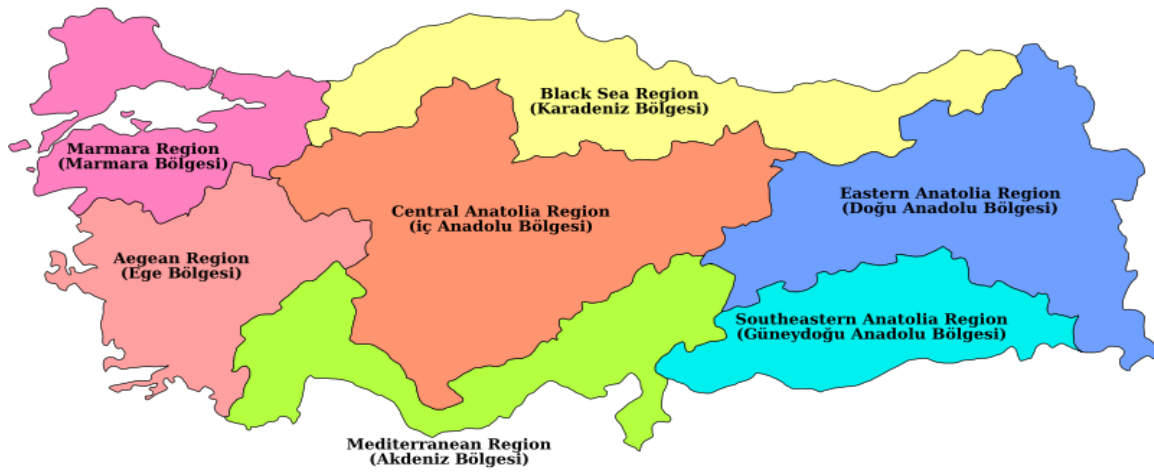 Black Sea Region
(Karadeniz Bölgesi)
Marmara Region
(Marmara Bölgesi)
Eastern Anatolia Region
(Doğu Anadolu Bölgesi)
Central Anatolia Region
(iç Anadolu Bölgesi)
Aegean Region
(Ege Bölgesi)
Southeastern Anatolia Region
(Güneydoğu Anadolu Bölgesi)
Mediterranean Region
(Akdeniz Bölgesi)